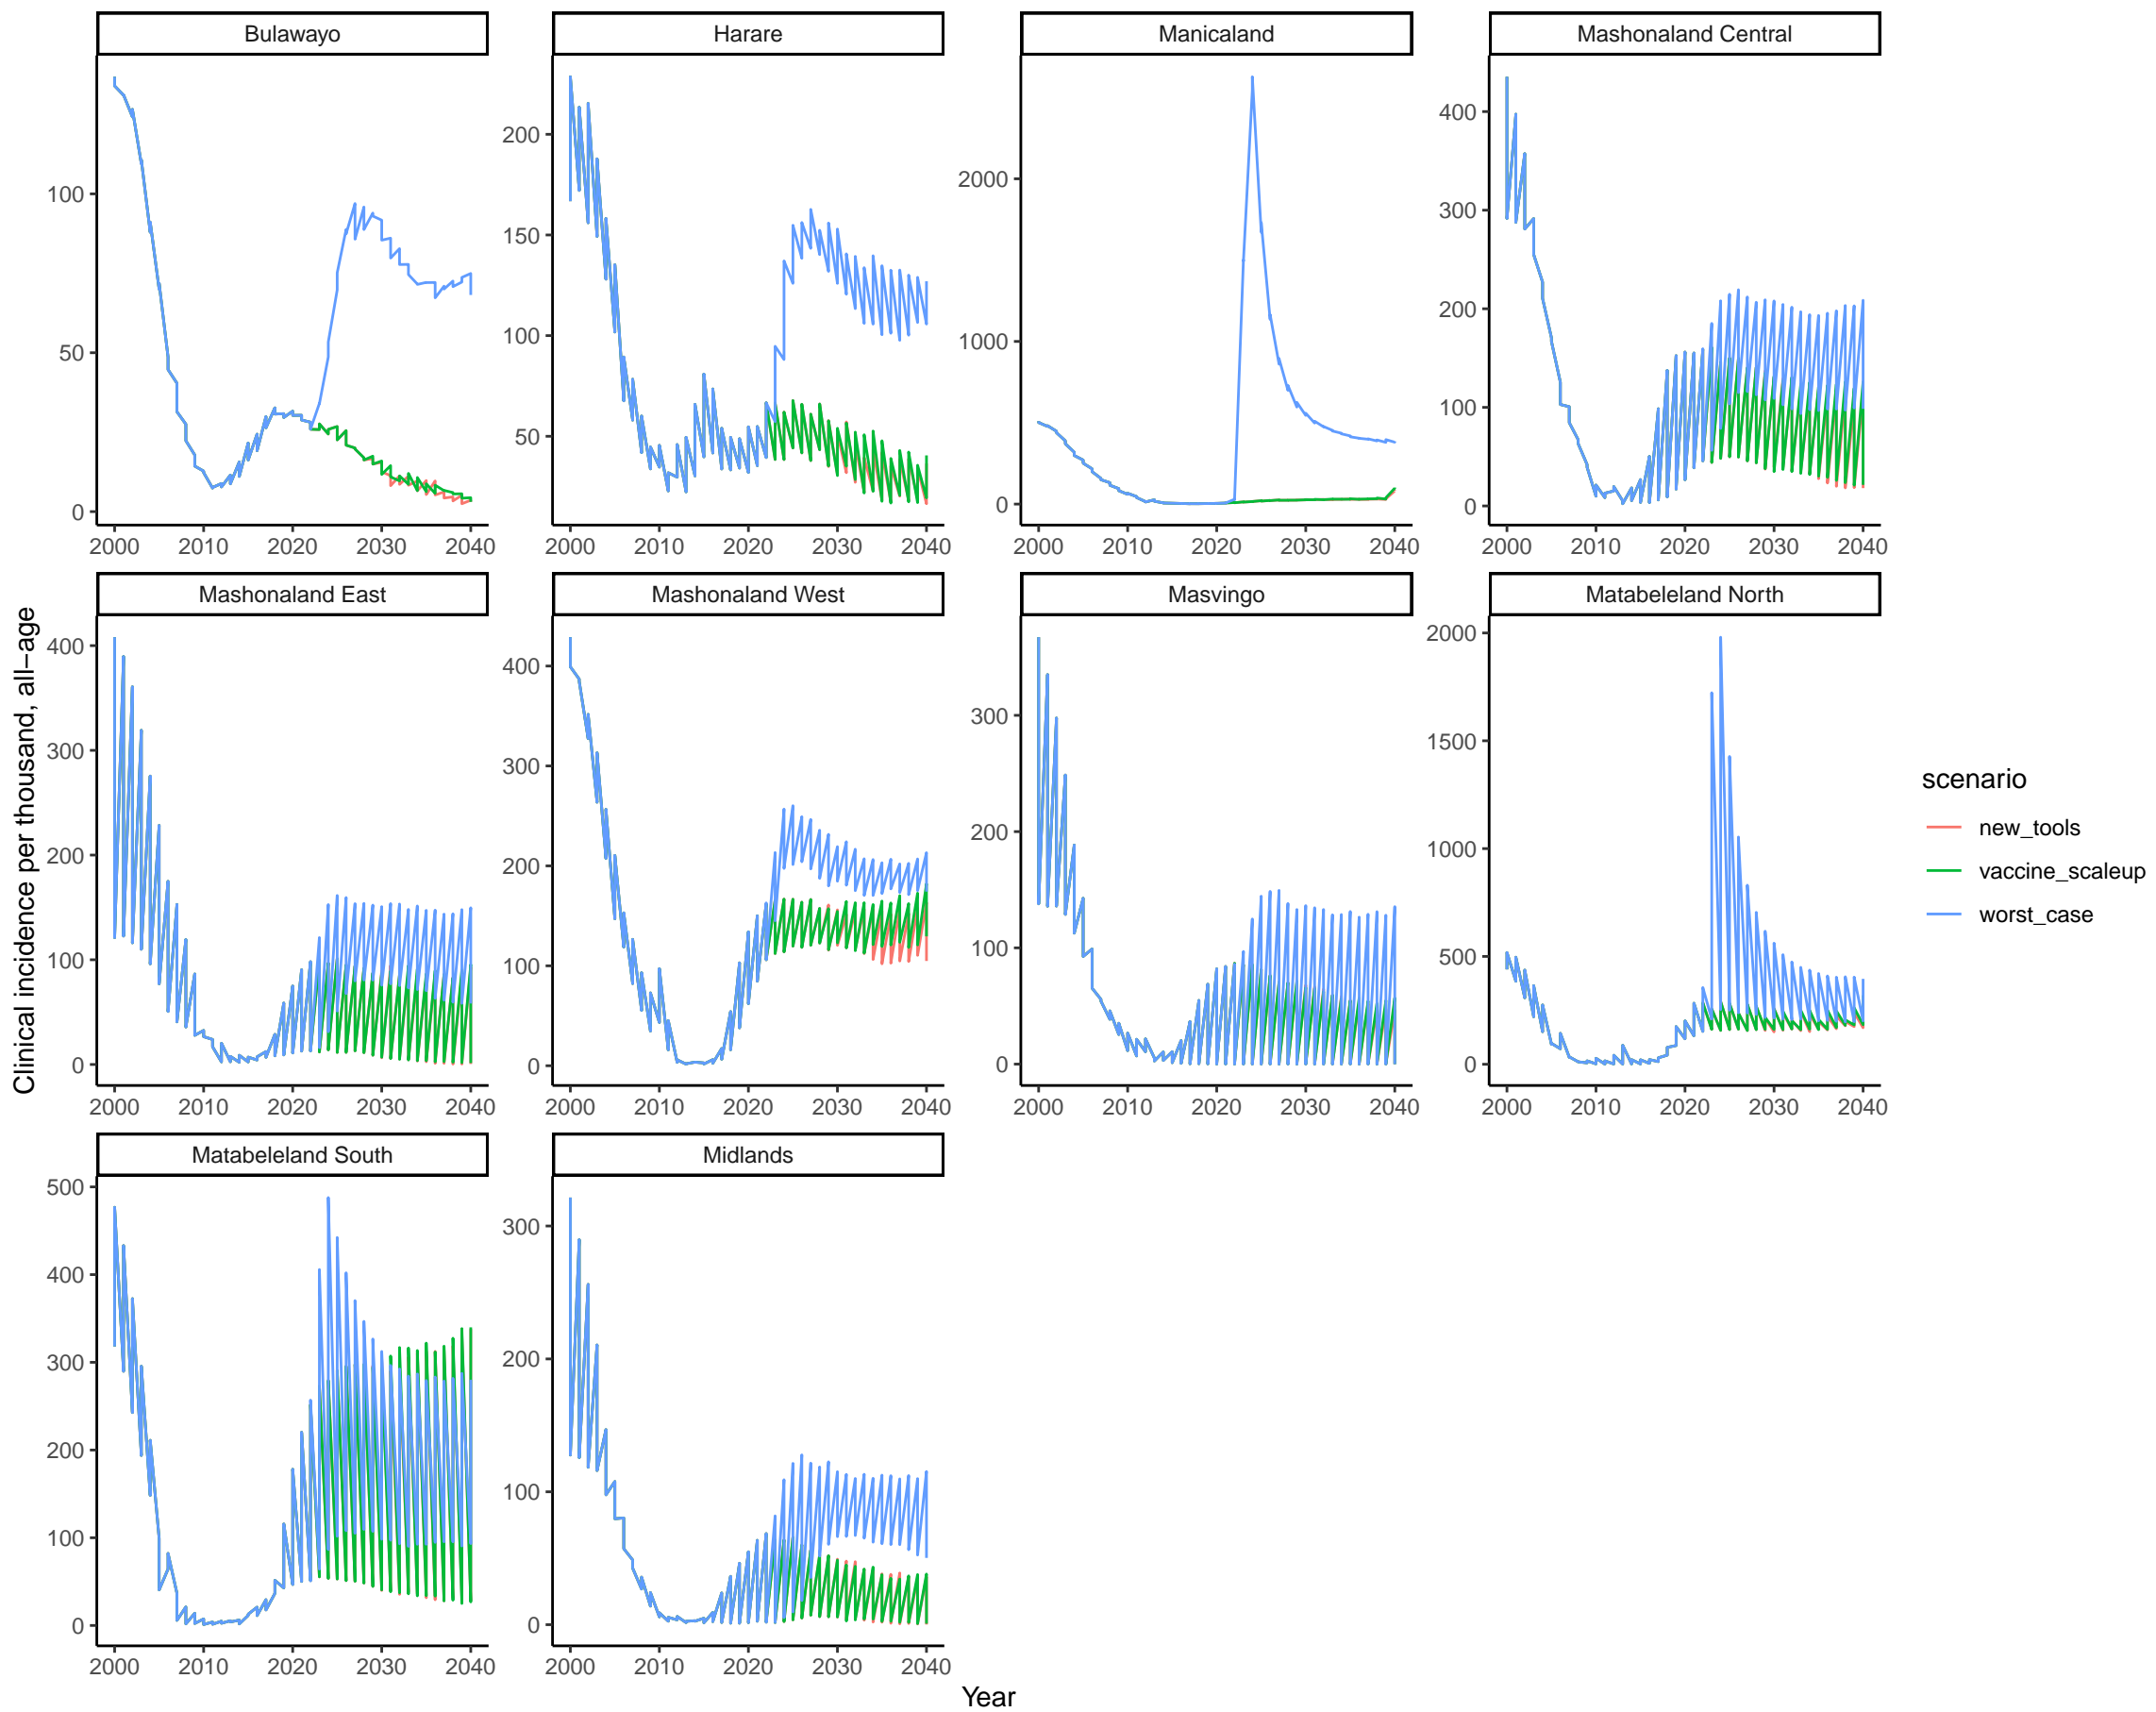 Bulawayo
Harare
Manicaland
Mashonaland Central
100
50
0
200
150
100
50
2000
1000
0
400
300
200
100
0
2000 2010 2020 2030 2040
2000 2010 2020 2030 2040
2000 2010 2020 2030 2040
2000 2010 2020 2030 2040
Mashonaland East
Mashonaland West
Masvingo
Matabeleland North
400
300
200
100
0
400
300
200
100
0
300
200
100
0
2000
1500
1000
500
0
2000 2010 2020 2030 2040
2000 2010 2020 2030 2040
2000 2010 2020 2030 2040
2000 2010 2020 2030 2040
Matabeleland South
Midlands
500
400
300
200
100
0
300
200
100
0
2000 2010 2020 2030 2040
2000 2010 2020 2030 2040
Clinical incidence per thousand, all−age
Year
scenario
new_tools
vaccine_scaleup
worst_case